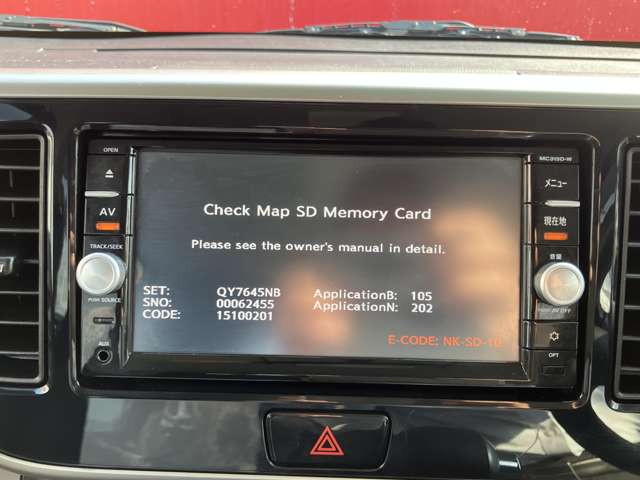 OPEN
MC315D-W
AV
TRACK/SEEK
PUSH SOURCE
AUX
メニュー
現在地
音量
OPT
Check Map SD Memory Card
Please see the owner's manual in detail.
SET: QY7645NB ApplicationB: 105
SNO: 00062455 ApplicationN: 202
CODE: 15100201
E-CODE: NK-SD-10